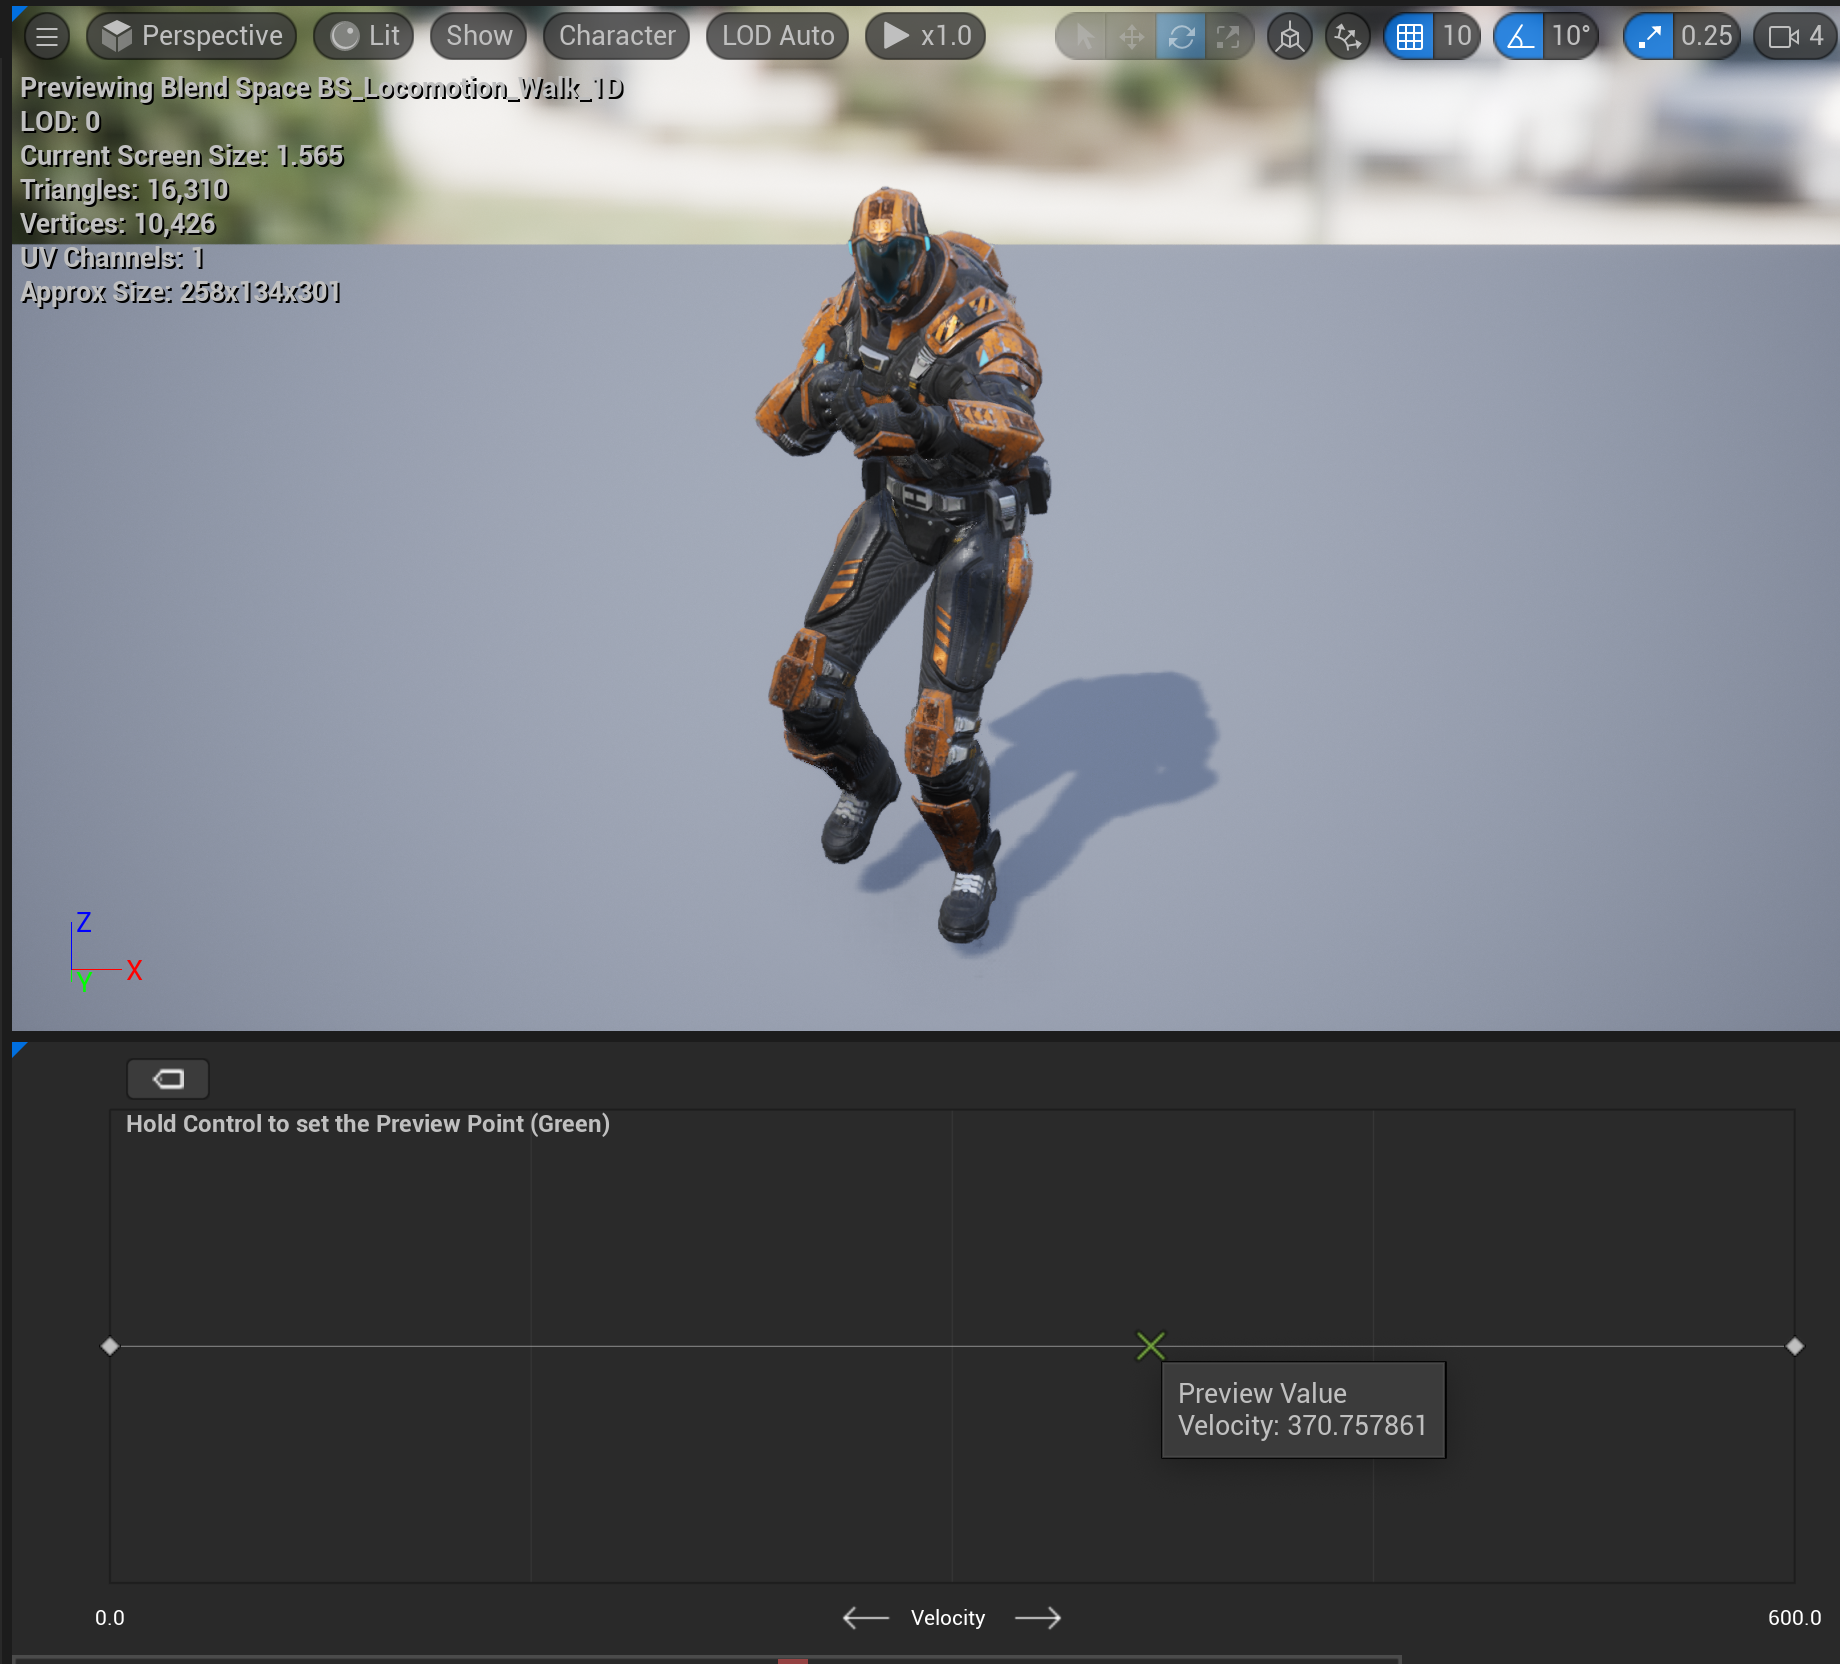 Perspective Lit Show Character LOD Auto x1.0 10 10° 0.25 4
Previewing Blend Space BS_Locomotion_Walk_1D
LOD: 0
Current Screen Size: 1.565
Triangles: 16,310
Vertices: 10,426
UV Channels: 1
Approx Size: 258x134x301
Z
Y X
Hold Control to set the Preview Point (Green)
Preview Value
Velocity: 370.757861
0.0 Velocity 600.0